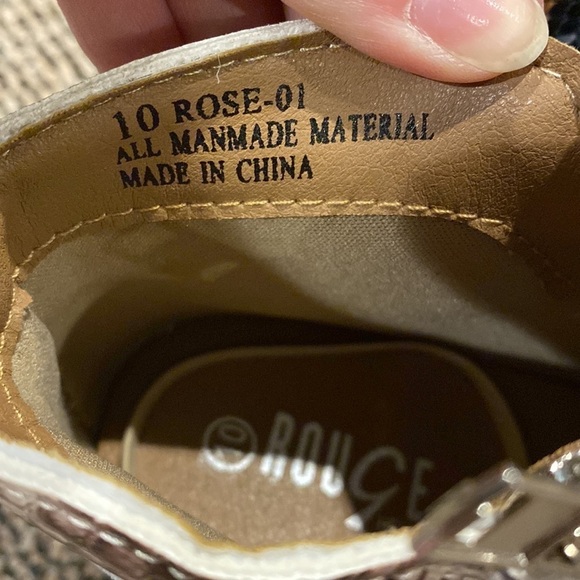 10 ROSE-01
ALL MANMADE MATERIAL
MADE IN CHINA
ROUGE